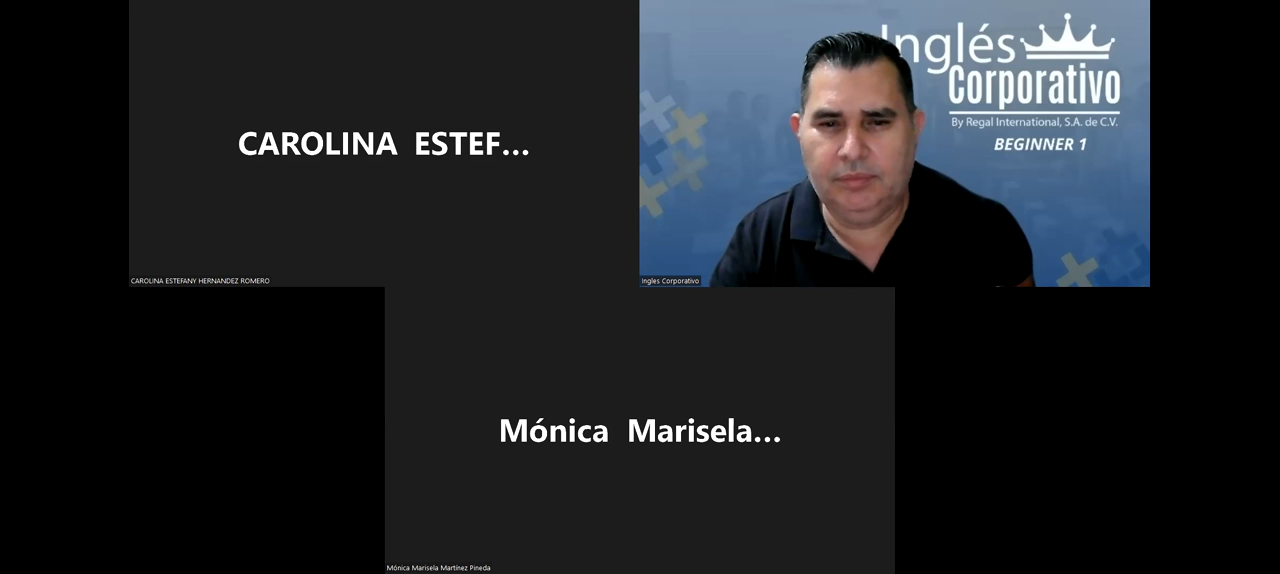 CAROLINA ESTEF...
CAROLINA ESTEFANY HERNANDEZ ROMERO
Inglés
Corporativo
By Regal International, S.A. de C.V.
BEGINNER 1
Ingles Corporativo
Mónica Marisela...
Mónica Marisela Martínez Pineda